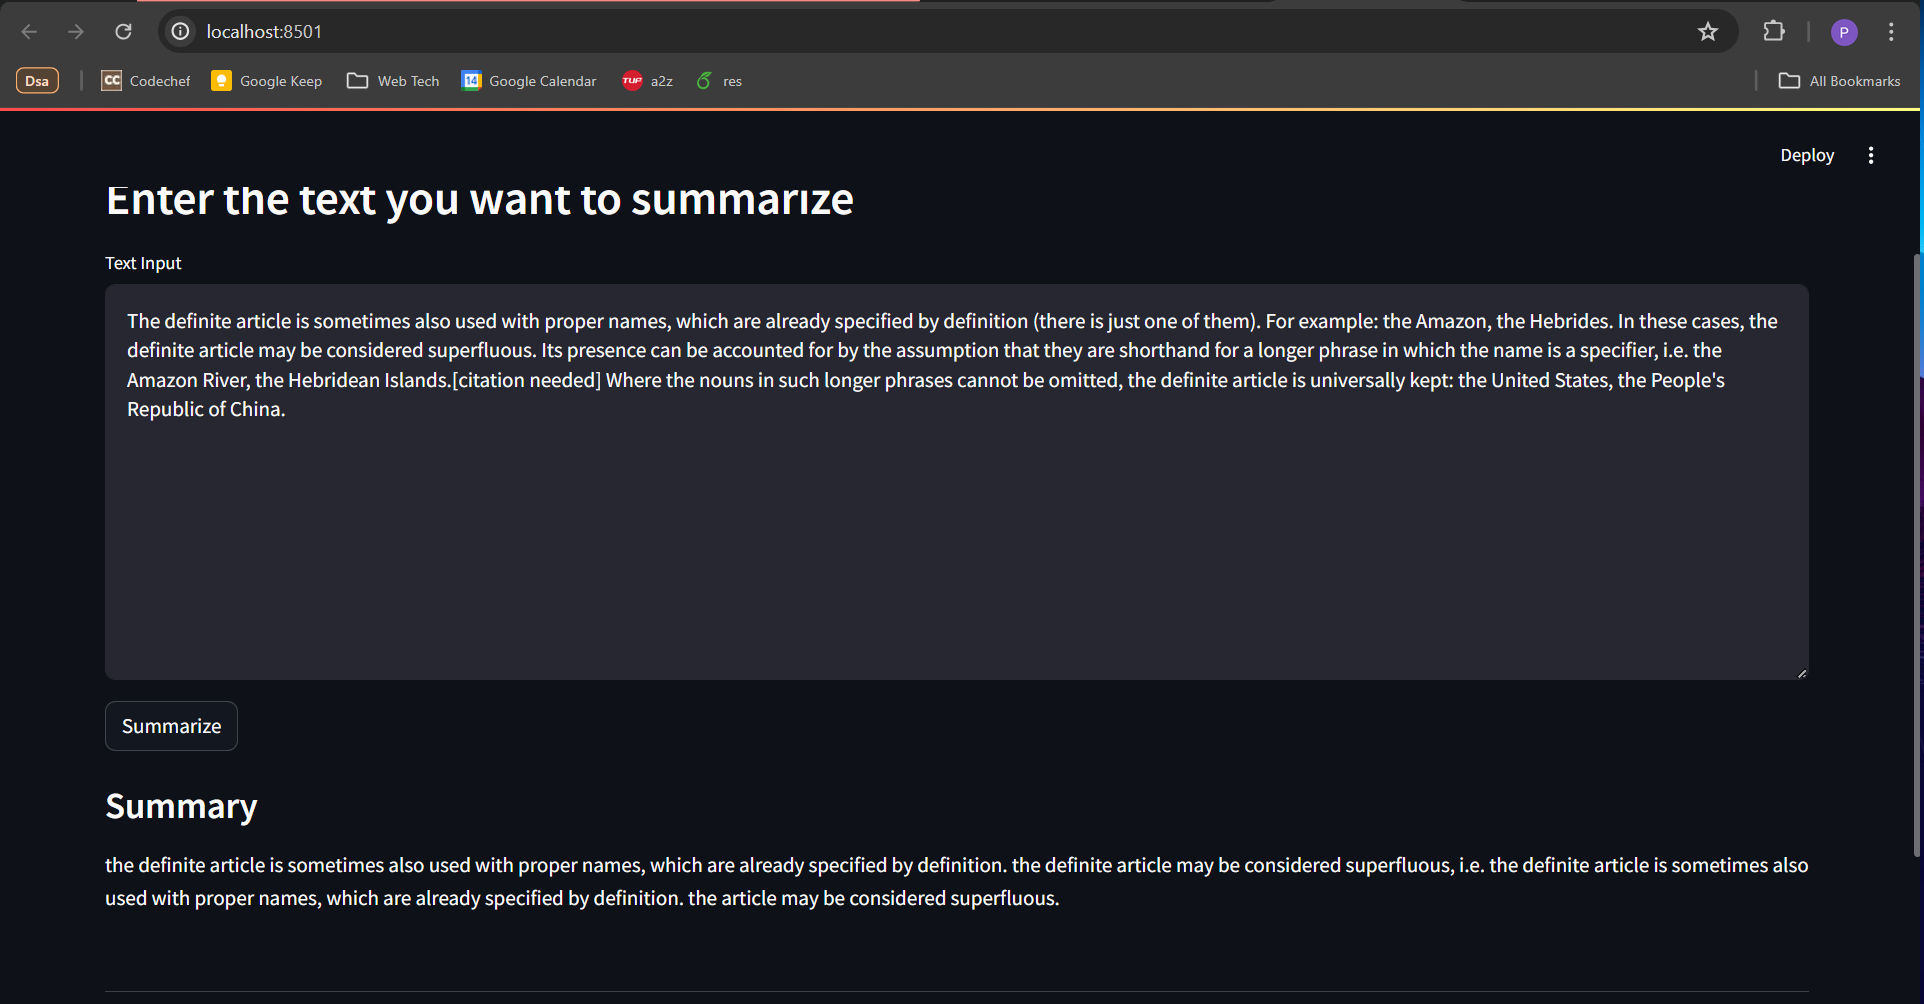 localhost:8501
P
Dsa
CC Codechef
Google Keep
Web Tech
14 Google Calendar
TUF a2z
res
All Bookmarks
Deploy
Enter the text you want to summarize
Text Input
The definite article is sometimes also used with proper names, which are already specified by definition (there is just one of them). For example: the Amazon, the Hebrides. In these cases, the
definite article may be considered superfluous. Its presence can be accounted for by the assumption that they are shorthand for a longer phrase in which the name is a specifier, i.e. the
Amazon River, the Hebridean Islands.[citation needed] Where the nouns in such longer phrases cannot be omitted, the definite article is universally kept: the United States, the People's
Republic of China.
Summarize
Summary
the definite article is sometimes also used with proper names, which are already specified by definition. the definite article may be considered superfluous, i.e. the definite article is sometimes also
used with proper names, which are already specified by definition. the article may be considered superfluous.